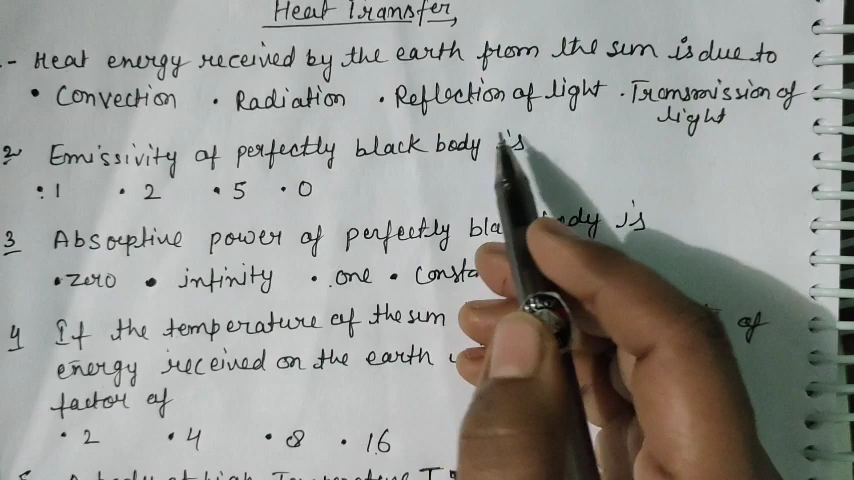 Heat Transfer,
- Heat energy received by the earth from the sun is due to
• Convection • Radiation • Reflection of light • Transmission of
light
2 Emissivity of perfectly black body is
• 1 • 2 • 5 • 0
3 Absorptive power of perfectly body is
• zero • infinity • one •
4 If the temperature of the sun of
energy received on the earth
factor of
• 2 • 4 • 8 • 16